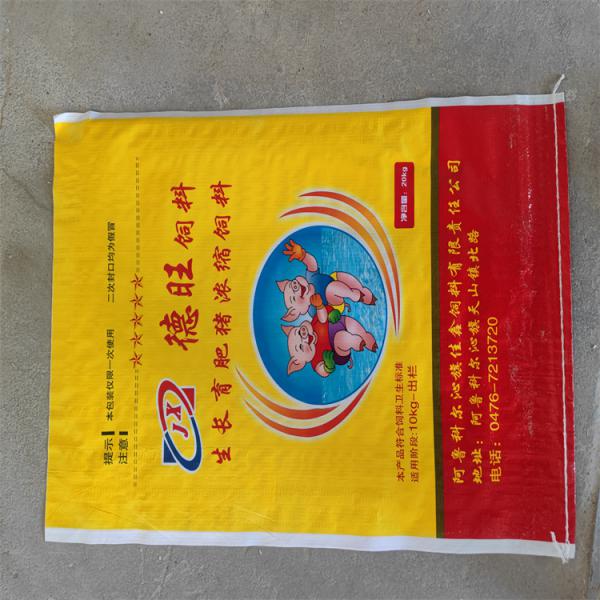 提示 本包装仅限一次使用 二次封口均为假冒
注意
JX
德旺饲料
生长育肥猪浓缩饲料
净含量：20kg
本产品符合饲料卫生标准
适用阶段:10kg-出栏
阿鲁科尔沁旗佳鑫饲料有限责任公司
地址：阿鲁科尔沁旗天山镇北路
电话：0476-7213720